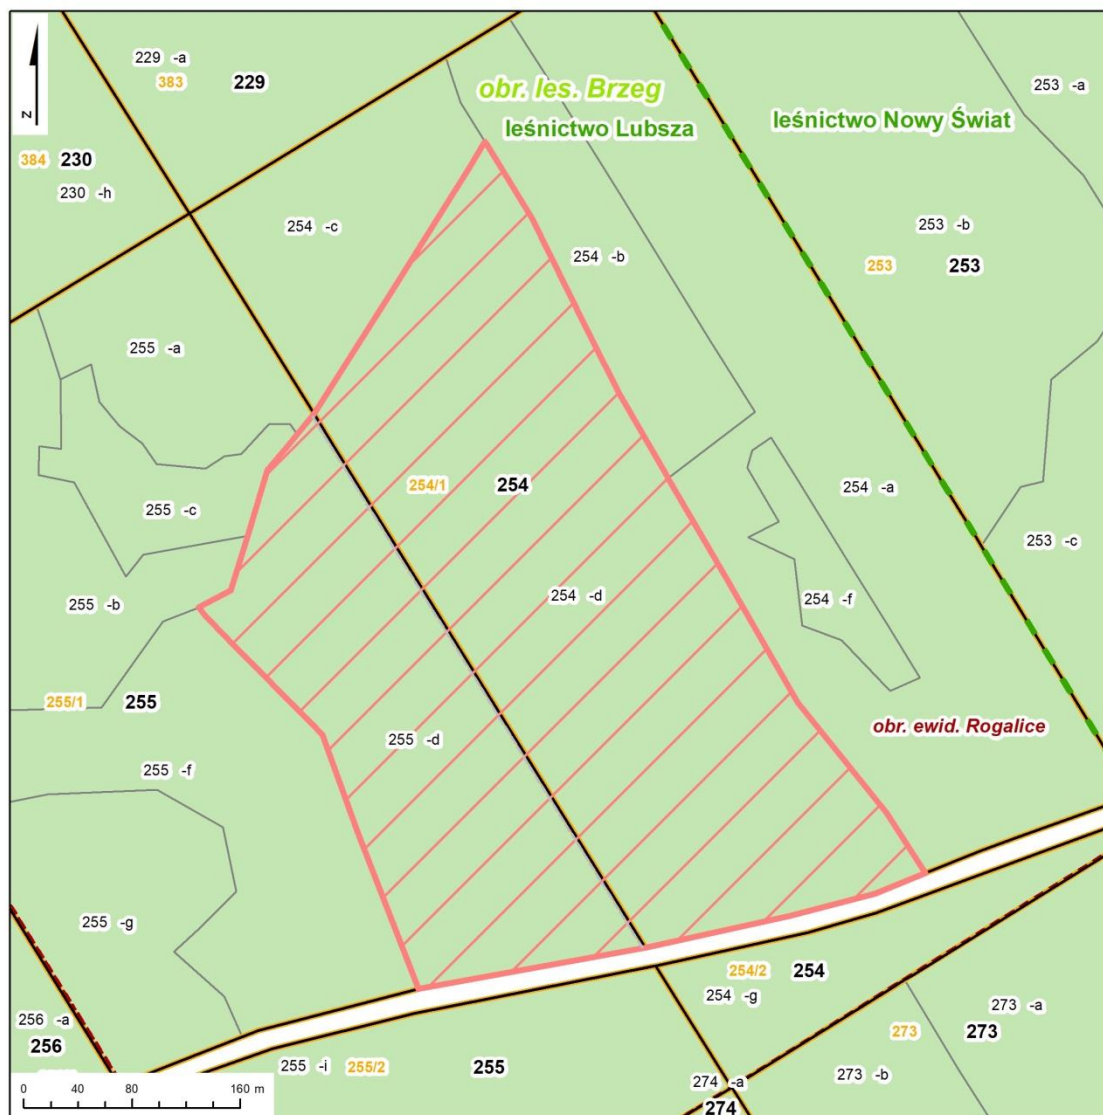 229 -a
383
229
253 -a
obr. les. Brzeg
leśnictwo Lubsza
leśnictwo Nowy Świat
N
384
230
230 -h
254 -c
254 -b
253 -b
253
253
255 -a
254/1
254
254 -a
255 -c
253 -c
254 -d
254 -f
255 -b
255/1
255
obr. ewid. Rogalice
255 -d
255 -f
255 -g
254/2
254
254 -g
273 -a
256 -a
256
273
273
255 -i
255/2
255
273 -b
274 -a
274
0 40 80 160 m